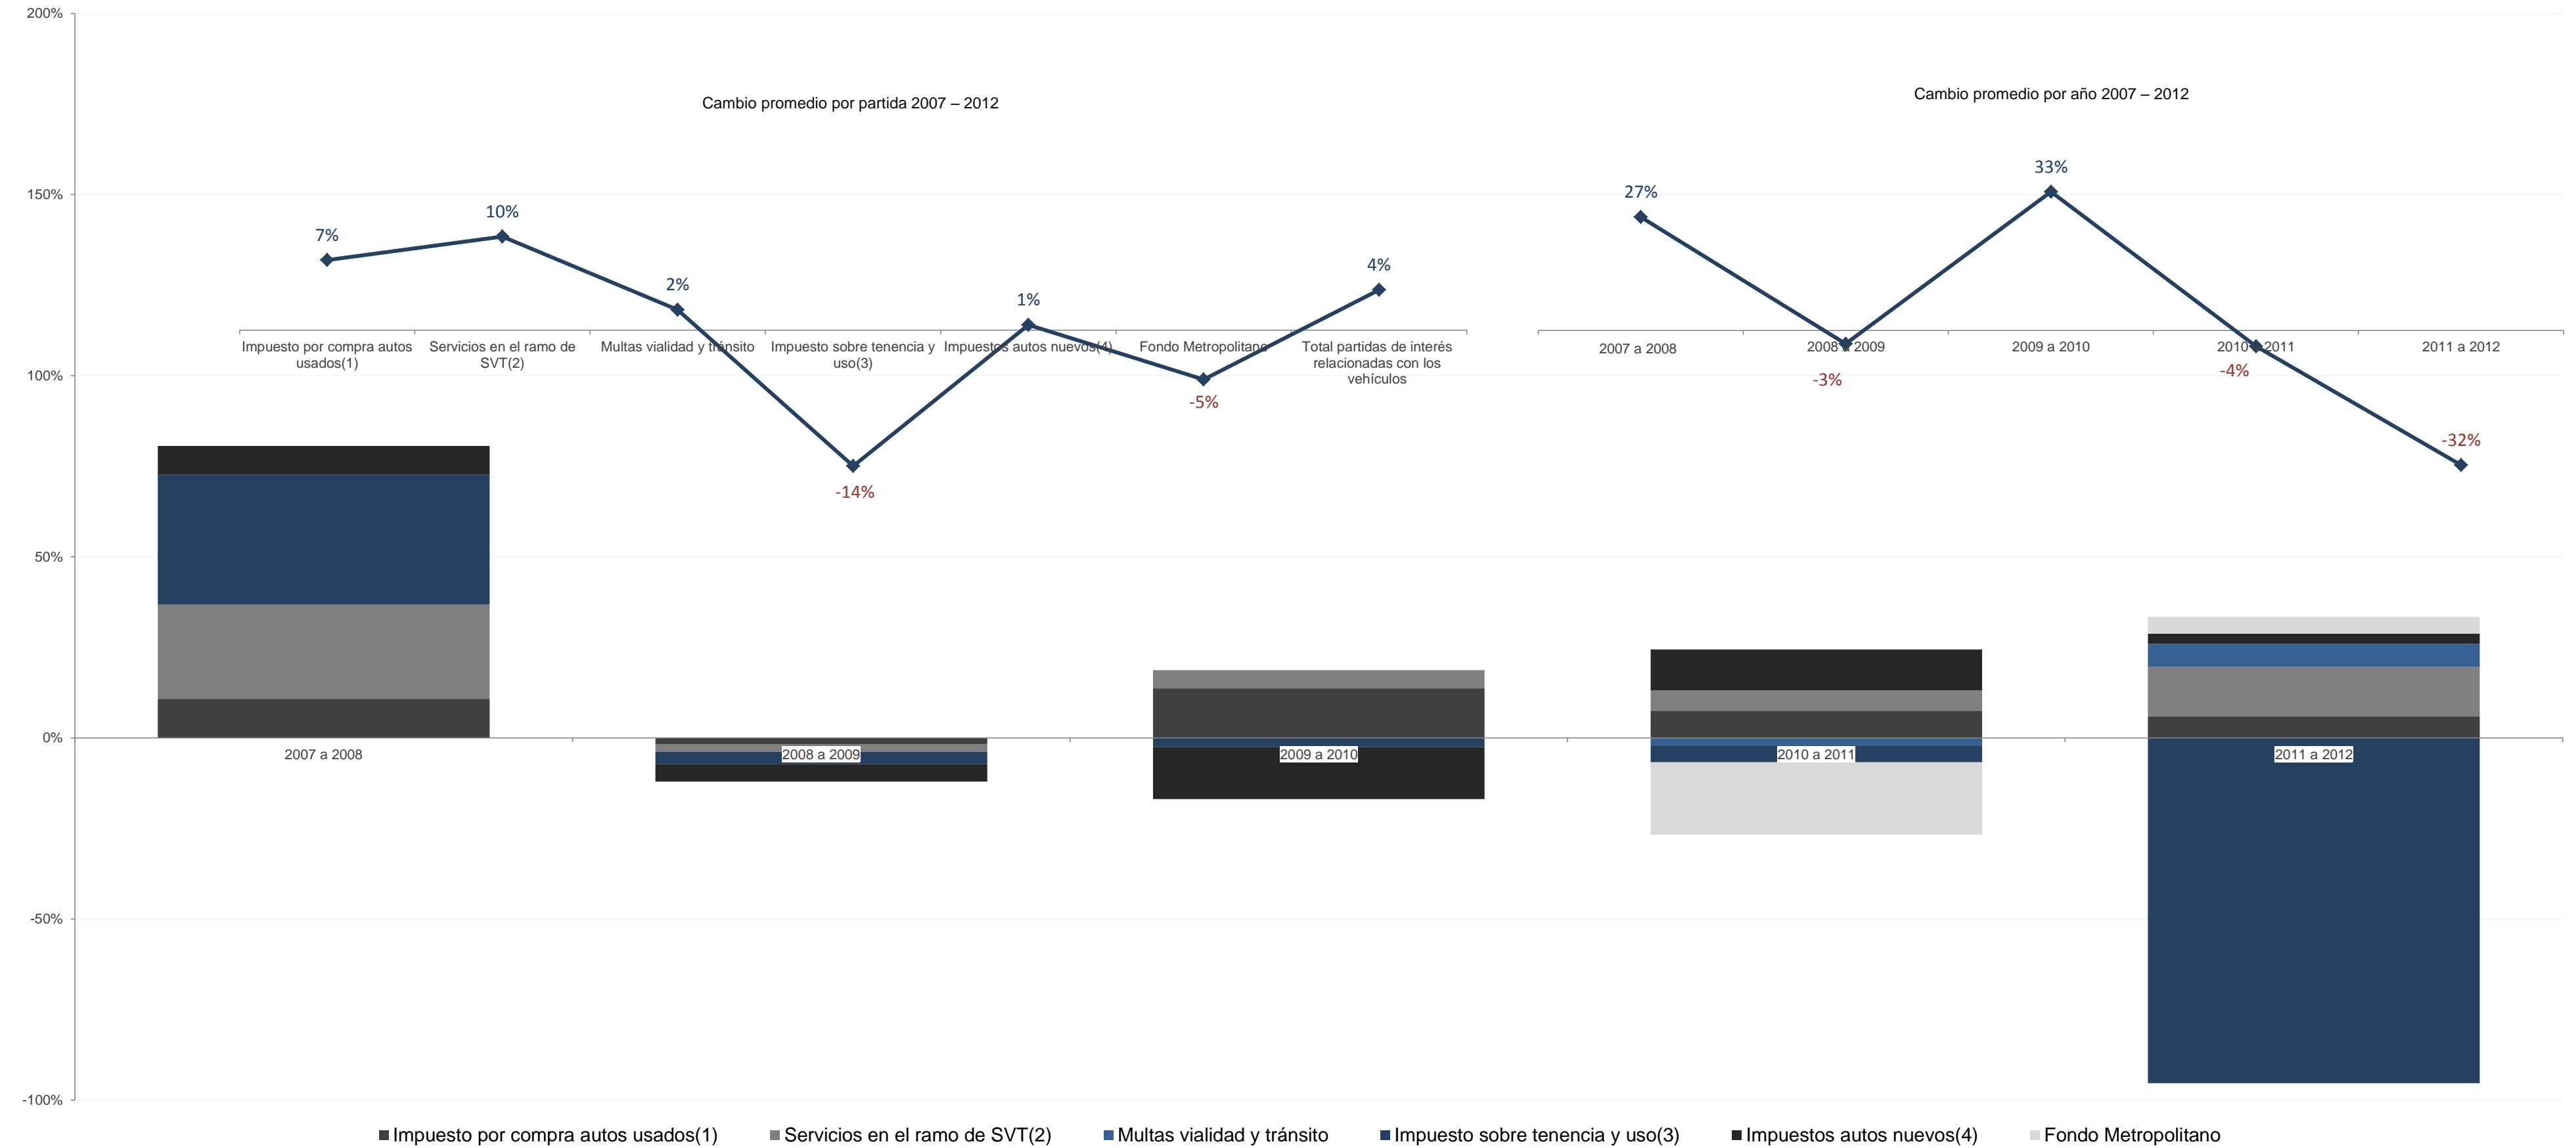 200%
150%
100%
50%
0%
-50%
-100%
Cambio promedio por partida 2007 – 2012
7%
10%
2%
-14%
1%
-5%
4%
Impuesto por compra autos
usados(1)
Servicios en el ramo de
SVT(2)
Multas vialidad y tránsito
Impuesto sobre tenencia y
uso(3)
Impuestos autos nuevos(4)
Fondo Metropolitano
Total partidas de interés
relacionadas con los
vehículos
Cambio promedio por año 2007 – 2012
27%
-3%
33%
-4%
-32%
2007 a 2008
2008 a 2009
2009 a 2010
2010 a 2011
2011 a 2012
2007 a 2008
2008 a 2009
2009 a 2010
2010 a 2011
2011 a 2012
Impuesto por compra autos usados(1)
Servicios en el ramo de SVT(2)
Multas vialidad y tránsito
Impuesto sobre tenencia y uso(3)
Impuestos autos nuevos(4)
Fondo Metropolitano